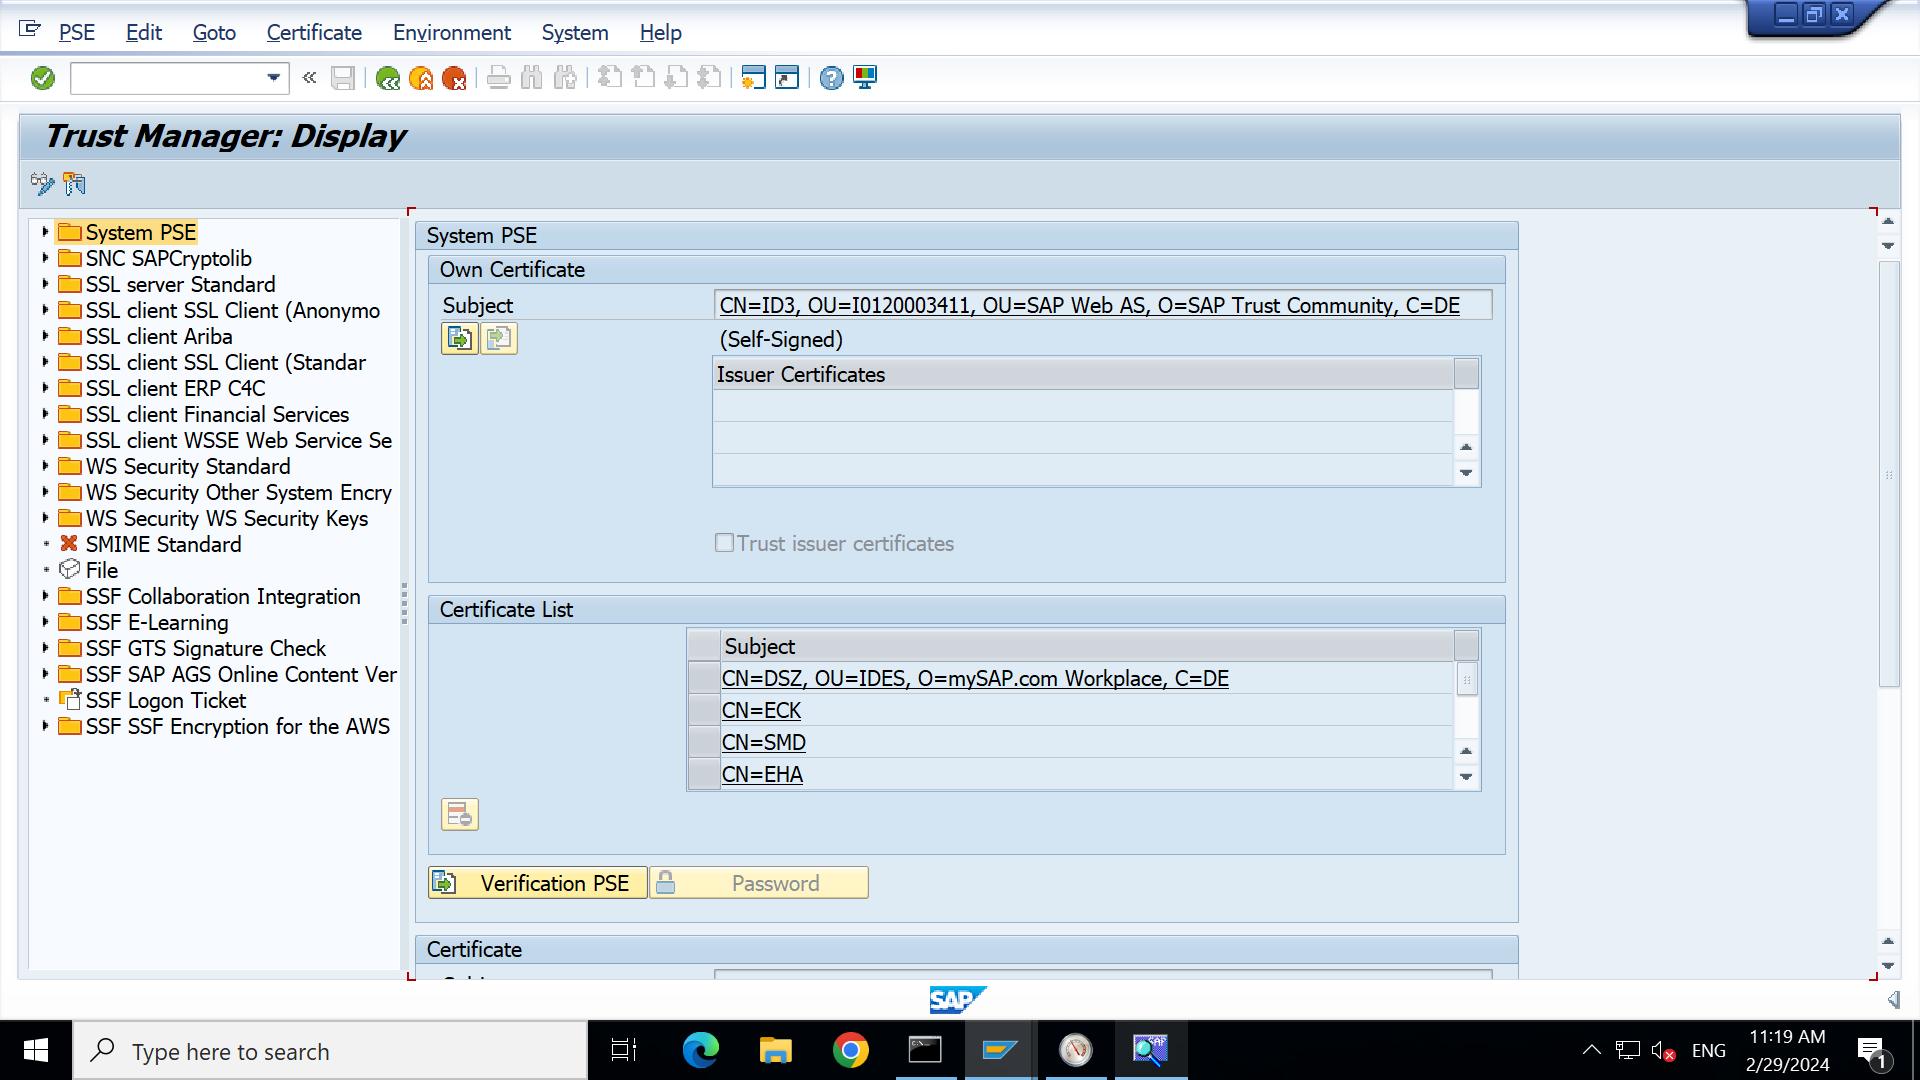 PSE Edit Goto Certificate Environment System Help
Trust Manager: Display
System PSE
SNC SAPCryptolib
SSL server Standard
SSL client SSL Client (Anonymo
SSL client Ariba
SSL client SSL Client (Standar
SSL client ERP C4C
SSL client Financial Services
SSL client WSSE Web Service Se
WS Security Standard
WS Security Other System Encry
WS Security WS Security Keys
SMIME Standard
File
SSF Collaboration Integration
SSF E-Learning
SSF GTS Signature Check
SSF SAP AGS Online Content Ver
SSF Logon Ticket
SSF SSF Encryption for the AWS
System PSE
Own Certificate
Subject CN=ID3, OU=I0120003411, OU=SAP Web AS, O=SAP Trust Community, C=DE
(Self-Signed)
Issuer Certificates
Trust issuer certificates
Certificate List
Subject
CN=DSZ, OU=IDES, O=mySAP.com Workplace, C=DE
CN=ECK
CN=SMD
CN=EHA
Verification PSE Password
Certificate
SAP
Type here to search
ENG
11:19 AM
2/29/2024
1